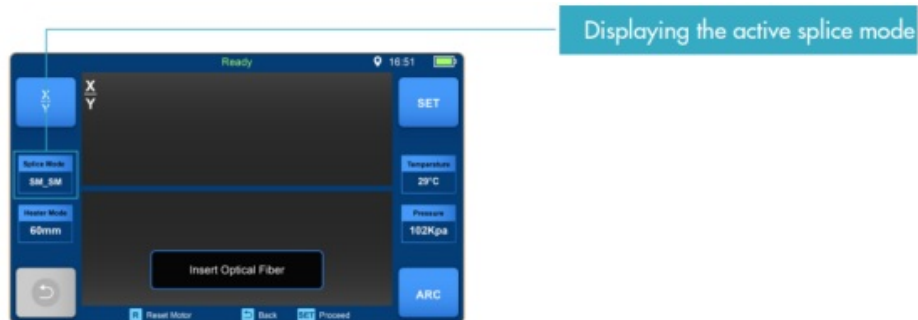 Displaying the active splice mode
Ready
16:51
X
Y
X
Y
SET
Splice Mode
SM_SM
Temperature
29°C
Heater Mode
60mm
Pressure
102Kpa
Insert Optical Fiber
ARC
R Reset Motor
Back
SET Proceed